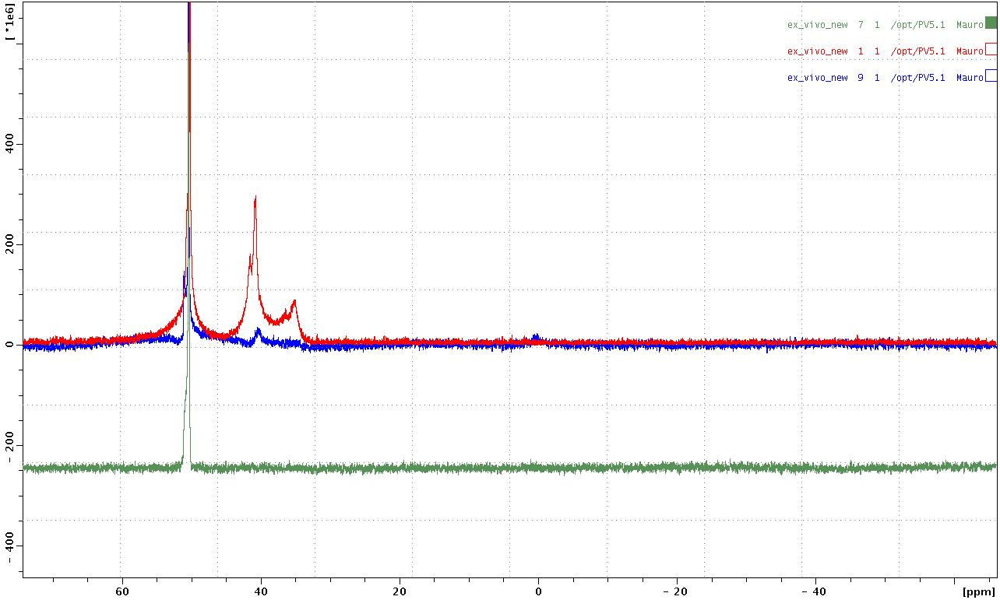 [ *1e6]
ex_vivo_new 7 1 /opt/PV5.1 Mauro
ex_vivo_new 1 1 /opt/PV5.1 Mauro
ex_vivo_new 9 1 /opt/PV5.1 Mauro
400
200
0
- 200
- 400
60 40 20 0 - 20 - 40 [ppm]